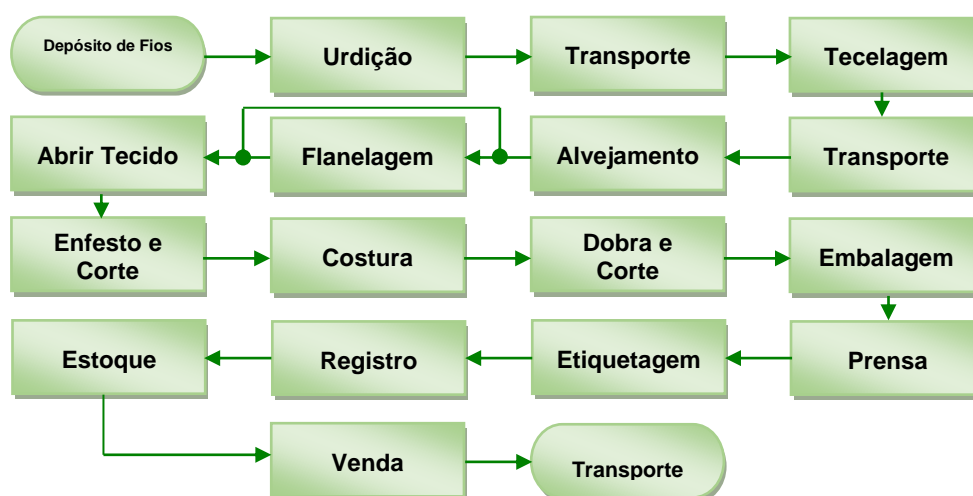 Depósito de Fios
Urdição
Transporte
Tecelagem
Transporte
Alvejamento
Flanelagem
Abrir Tecido
Enfesto e
Corte
Costura
Dobra e
Corte
Embalagem
Prensa
Etiquetagem
Registro
Estoque
Venda
Transporte